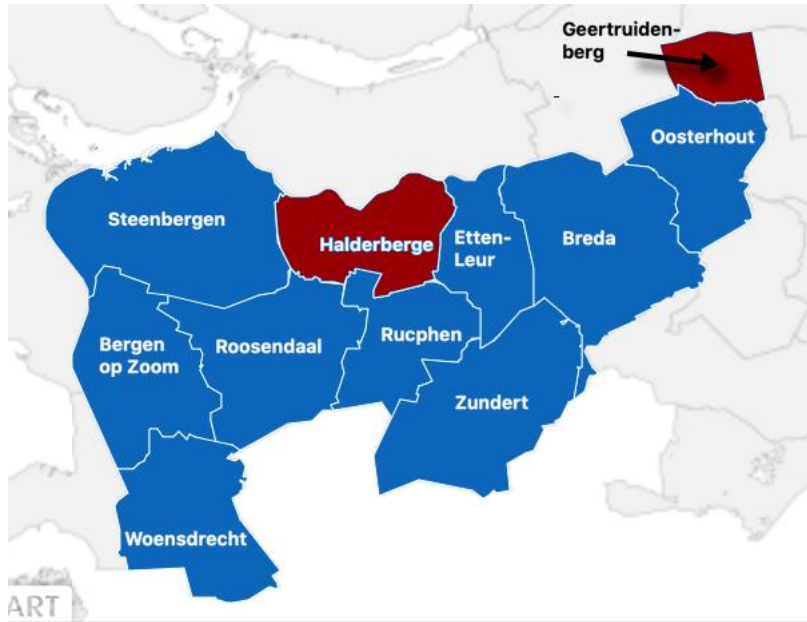 Geertruiden-
berg
Oosterhout
Steenbergen
Halderberge
Etten-
Leur
Breda
Bergen
op Zoom
Roosendaal
Rucphen
Zundert
Woensdrecht
ART